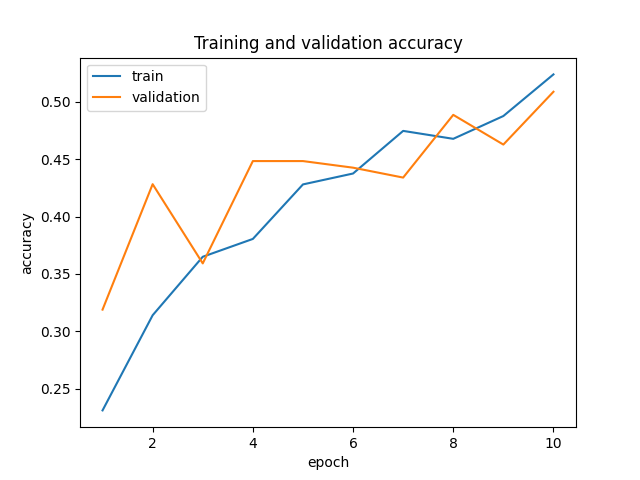 Training and validation accuracy
train
validation
0.50
0.45
0.40
0.35
0.30
0.25
accuracy
2 4 6 8 10
epoch